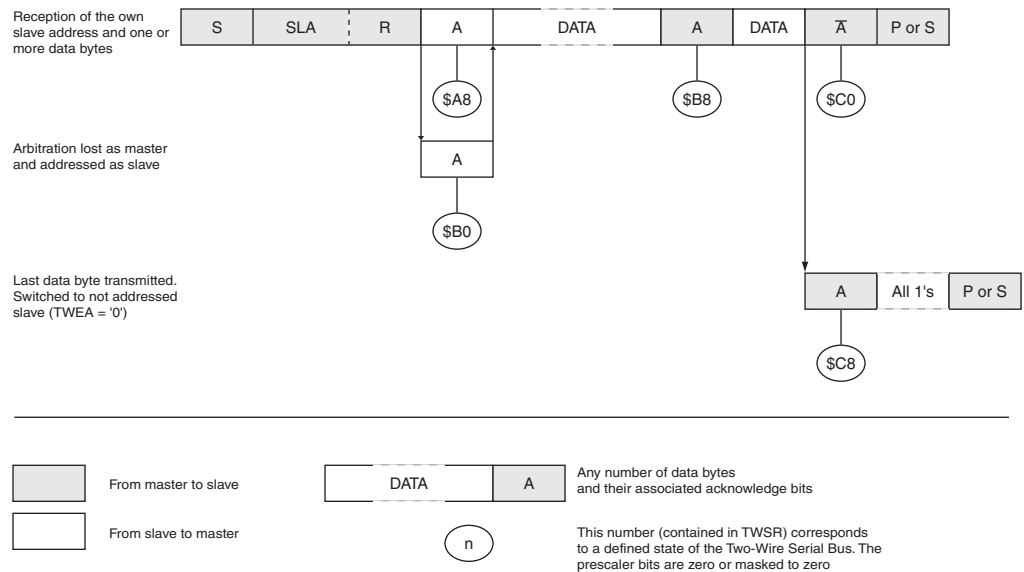 Reception of the own
slave address and one or
more data bytes
S SLA R A DATA A DATA A̅ P or S
$A8 $B8 $C0
Arbitration lost as master
and addressed as slave
A
$B0
Last data byte transmitted.
Switched to not addressed
slave (TWEA = '0')
A All 1's P or S
$C8
From master to slave
DATA A
Any number of data bytes
and their associated acknowledge bits
From slave to master
n
This number (contained in TWSR) corresponds
to a defined state of the Two-Wire Serial Bus. The
prescaler bits are zero or masked to zero